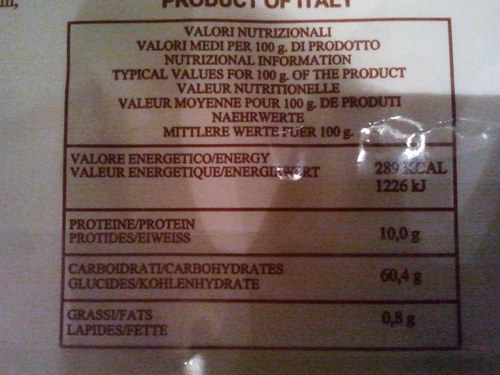 PRODUCT OF ITALY
VALORI NUTRIZIONALI
VALORI MEDI PER 100 g. DI PRODOTTO
NUTRIZIONAL INFORMATION
TYPICAL VALUES FOR 100 g. OF THE PRODUCT
VALEUR NUTRITIONELLE
VALEUR MOYENNE POUR 100 g. DE PRODUTI
NAEHRWERTE
MITTLERE WERTE FUER 100 g.
VALORE ENERGETICO/ENERGY
VALEUR ENERGETIQUE/ENERGIEWERT
289 KCAL
1226 kJ
PROTEINE/PROTEIN
PROTIDES/EIWEISS
10,0 g
CARBOIDRATI/CARBOHYDRATES
GLUCIDES/KOHLENHYDRATE
60,4 g
GRASSI/FATS
LAPIDES/FETTE
0,8 g